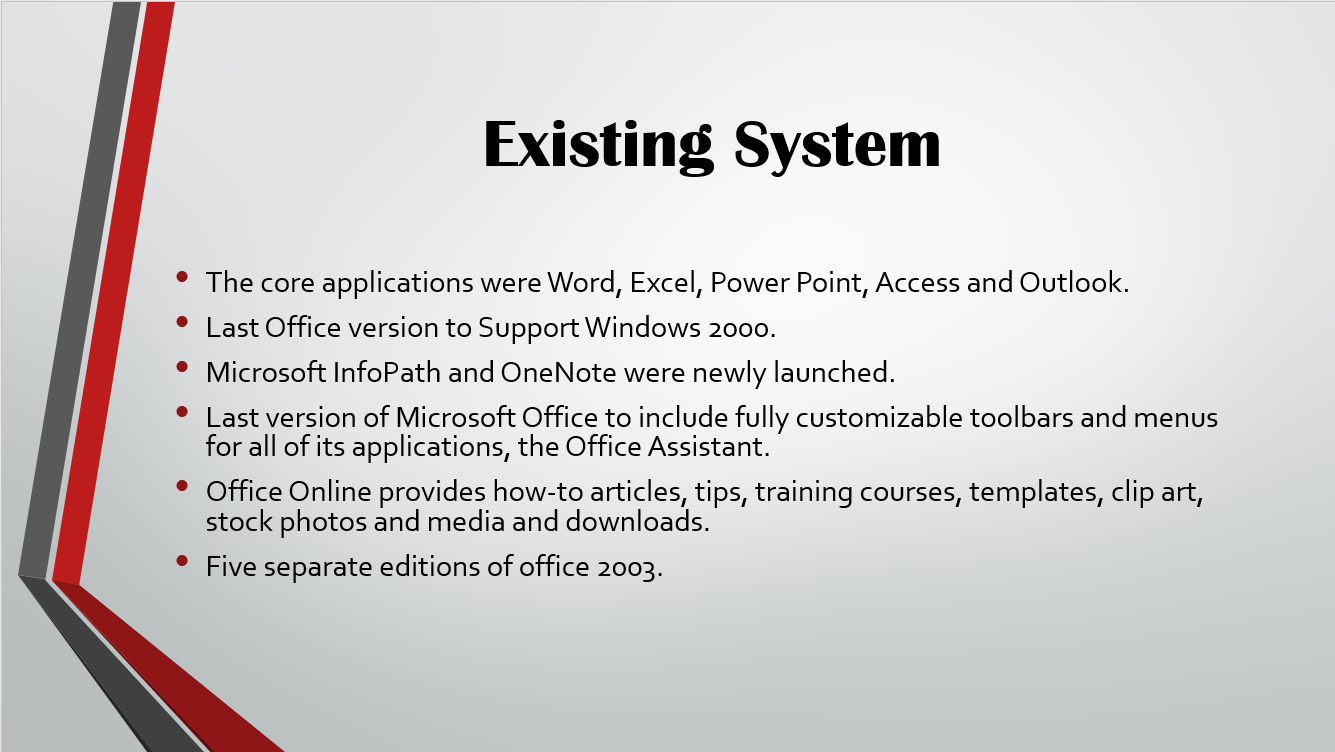 Existing System
• The core applications were Word, Excel, Power Point, Access and Outlook.
• Last Office version to Support Windows 2000.
• Microsoft InfoPath and OneNote were newly launched.
• Last version of Microsoft Office to include fully customizable toolbars and menus
for all of its applications, the Office Assistant.
• Office Online provides how-to articles, tips, training courses, templates, clip art,
stock photos and media and downloads.
• Five separate editions of office 2003.